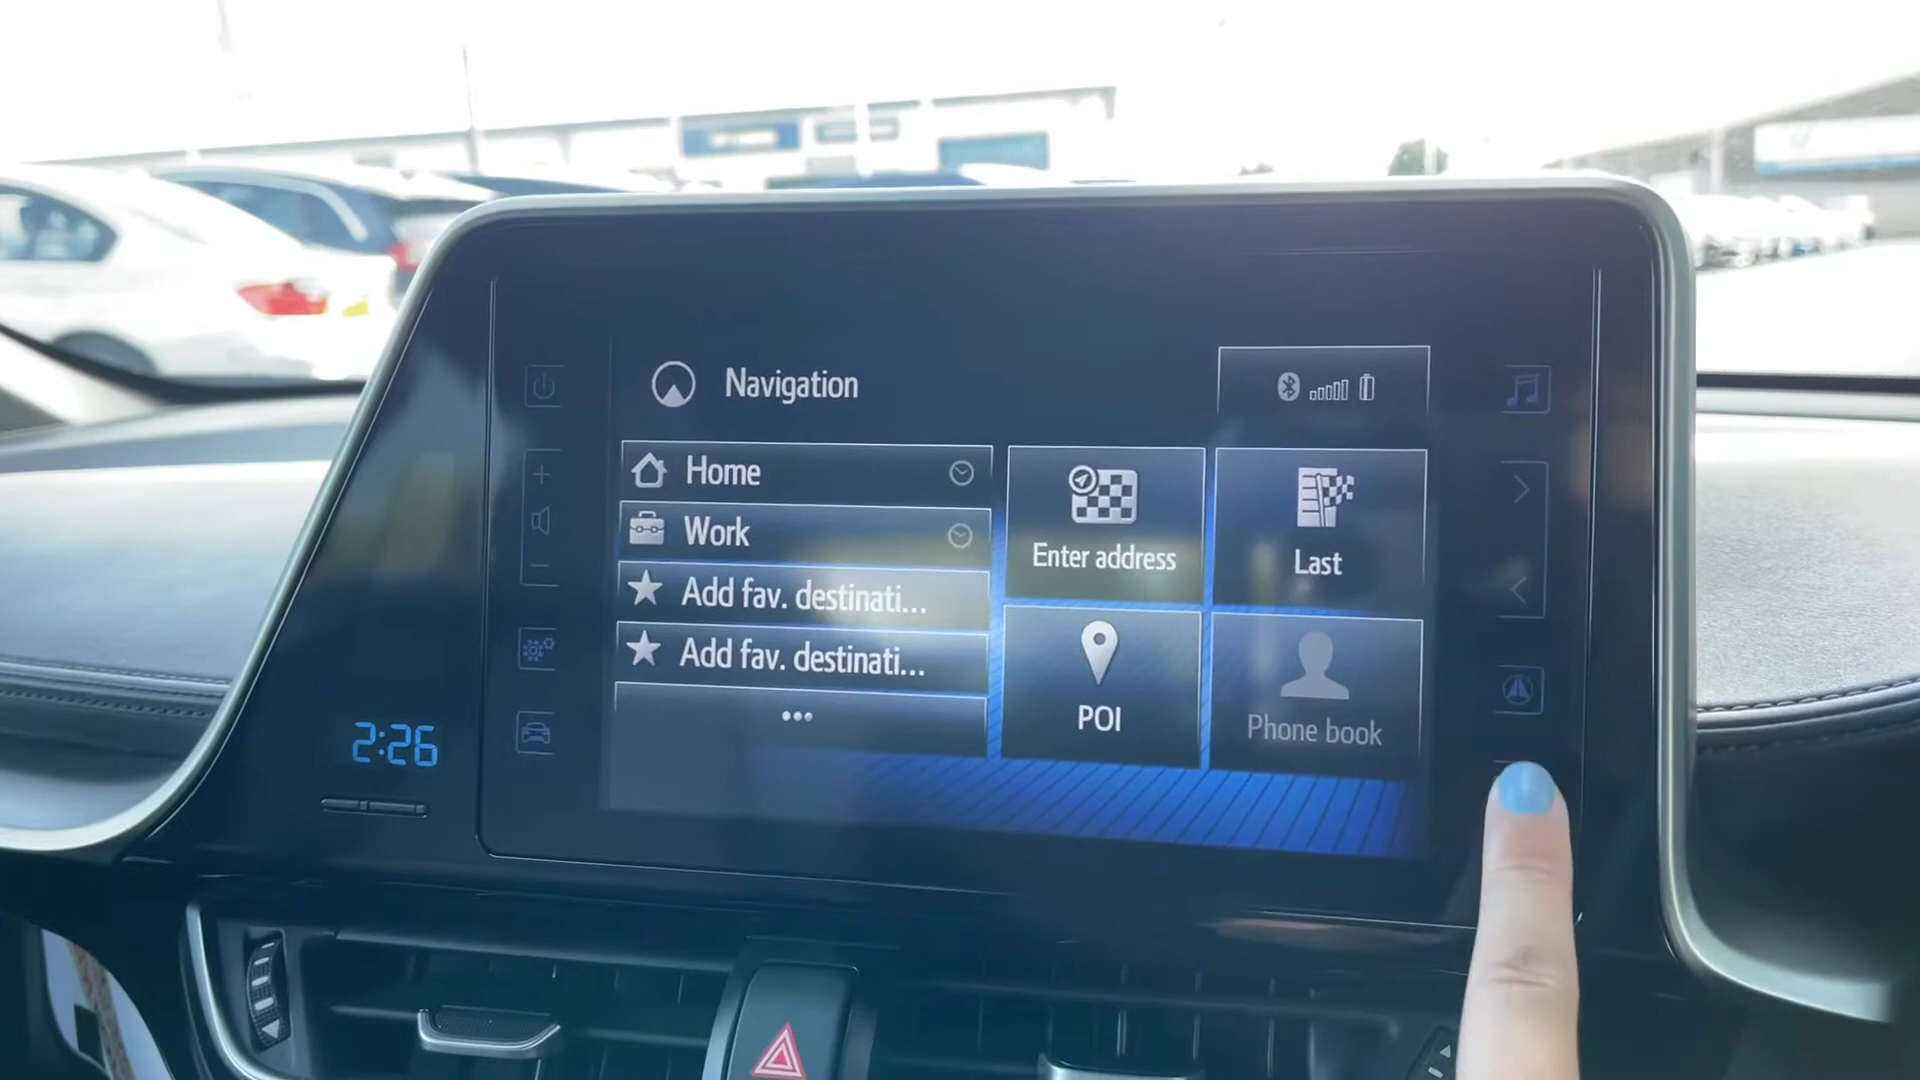 Navigation
Home
Work
Add fav. destinati...
Add fav. destinati...
Enter address
Last
POI
Phone book
2:26